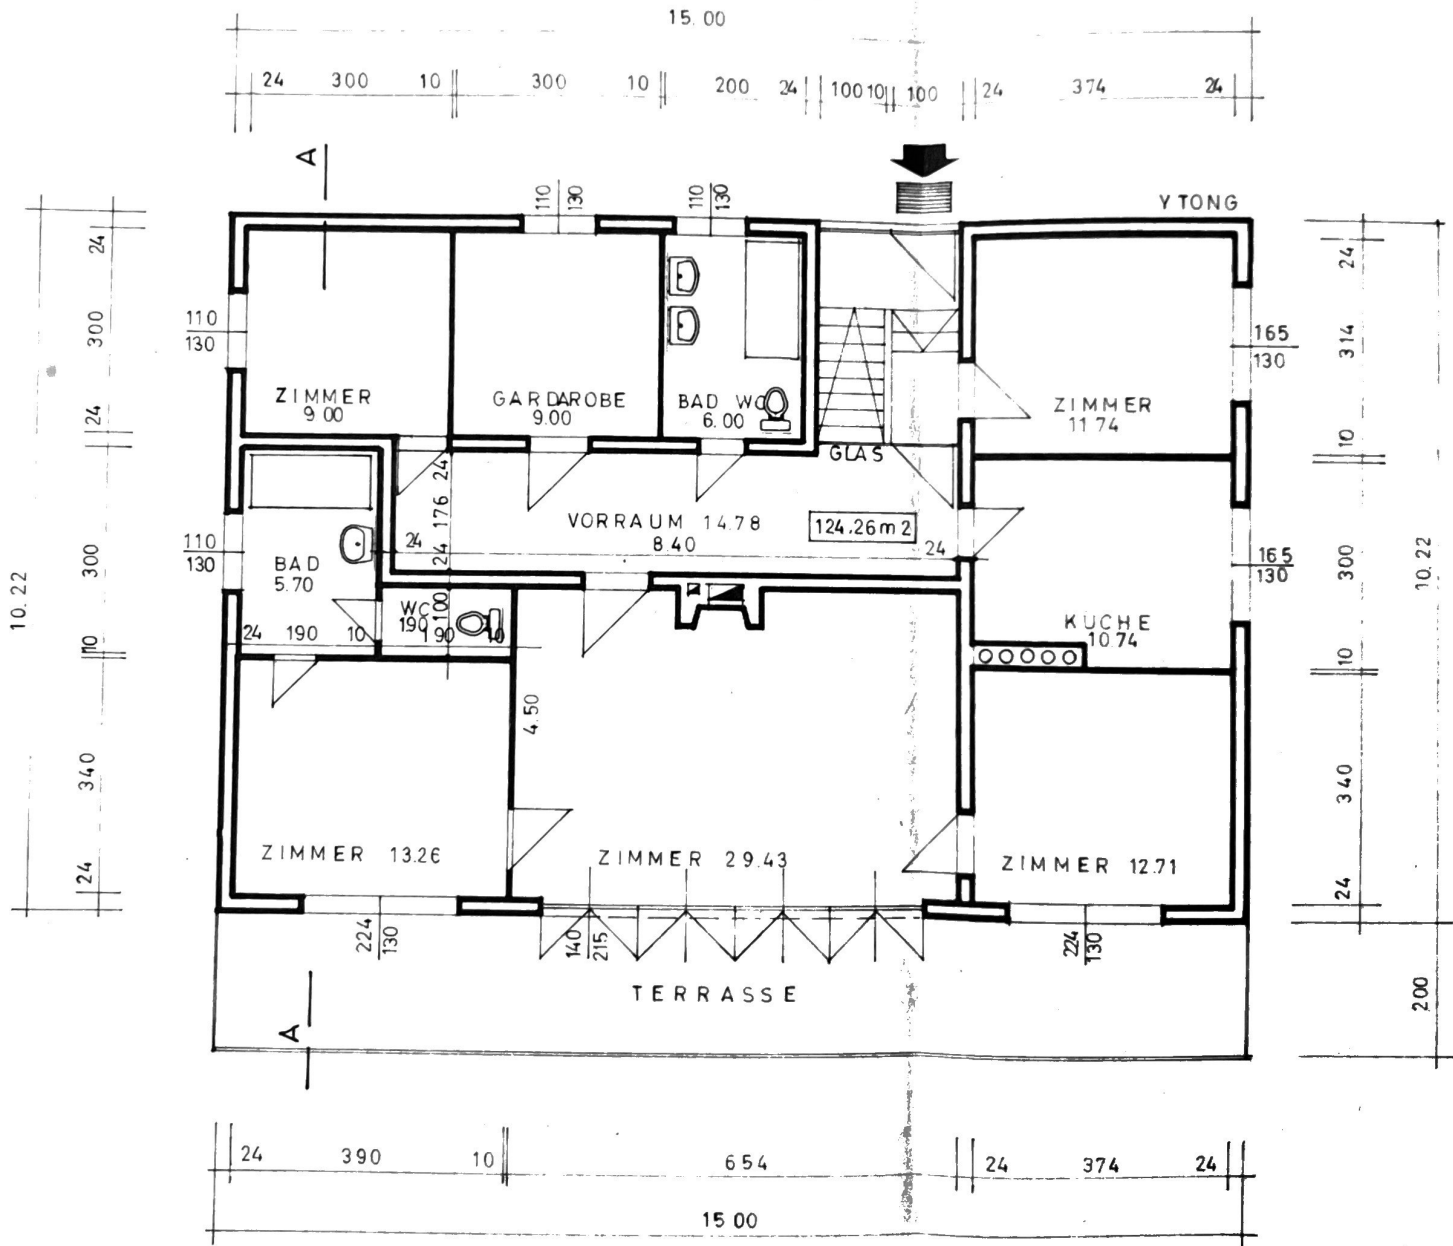 15.00
24 300 10 300 10 200 24 100 10 100 24 374 24
A
110 130
110 130
Y TONG
24
300
24
300
10
340
24
10.22
110
130
110
130
ZIMMER
9.00
GARDAROBE
9.00
BAD WC
6.00
GLAS
ZIMMER
11.74
165
130
165
130
24
314
10
300
10
340
24
10.22
200
24
176
24
100
VORRAUM 14.78
8.40
124.26 m 2
24
24
BAD
5.70
WC
190
24 190 10 190 10
KUCHE
10.74
4.50
ZIMMER 13.26
ZIMMER 29.43
ZIMMER 12.71
224 130
140 215
224 130
TERRASSE
A
24 390 10 654 24 374 24
15 00